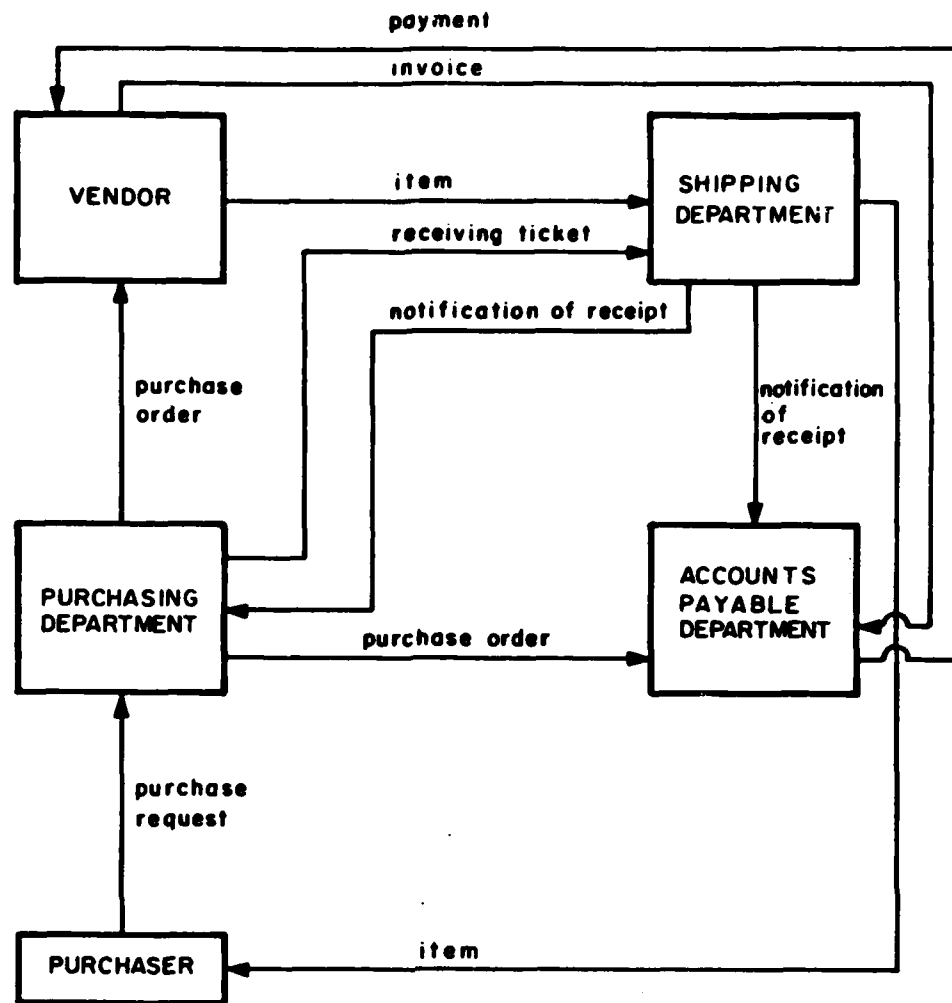 payment
invoice
VENDOR
item
SHIPPING
DEPARTMENT
receiving ticket
notification of receipt
purchase
order
notification
of
receipt
PURCHASING
DEPARTMENT
ACCOUNTS
PAYABLE
DEPARTMENT
purchase order
purchase
request
PURCHASER
item